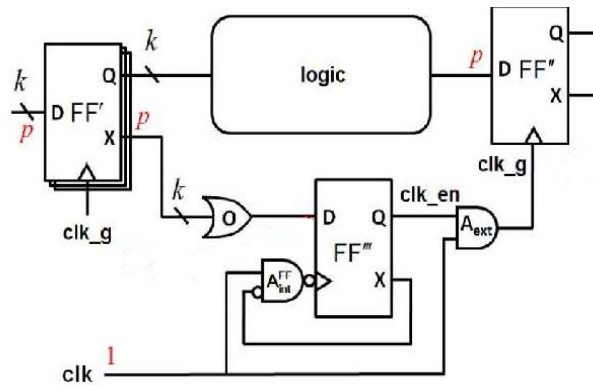 k
p
D FF′ Q
X
clk_g
k
p
logic
p
D FF″ Q
X
clk_g
k
O
D Q
FF‴
X
clk_en
A_ext
A_int^FF
clk 1